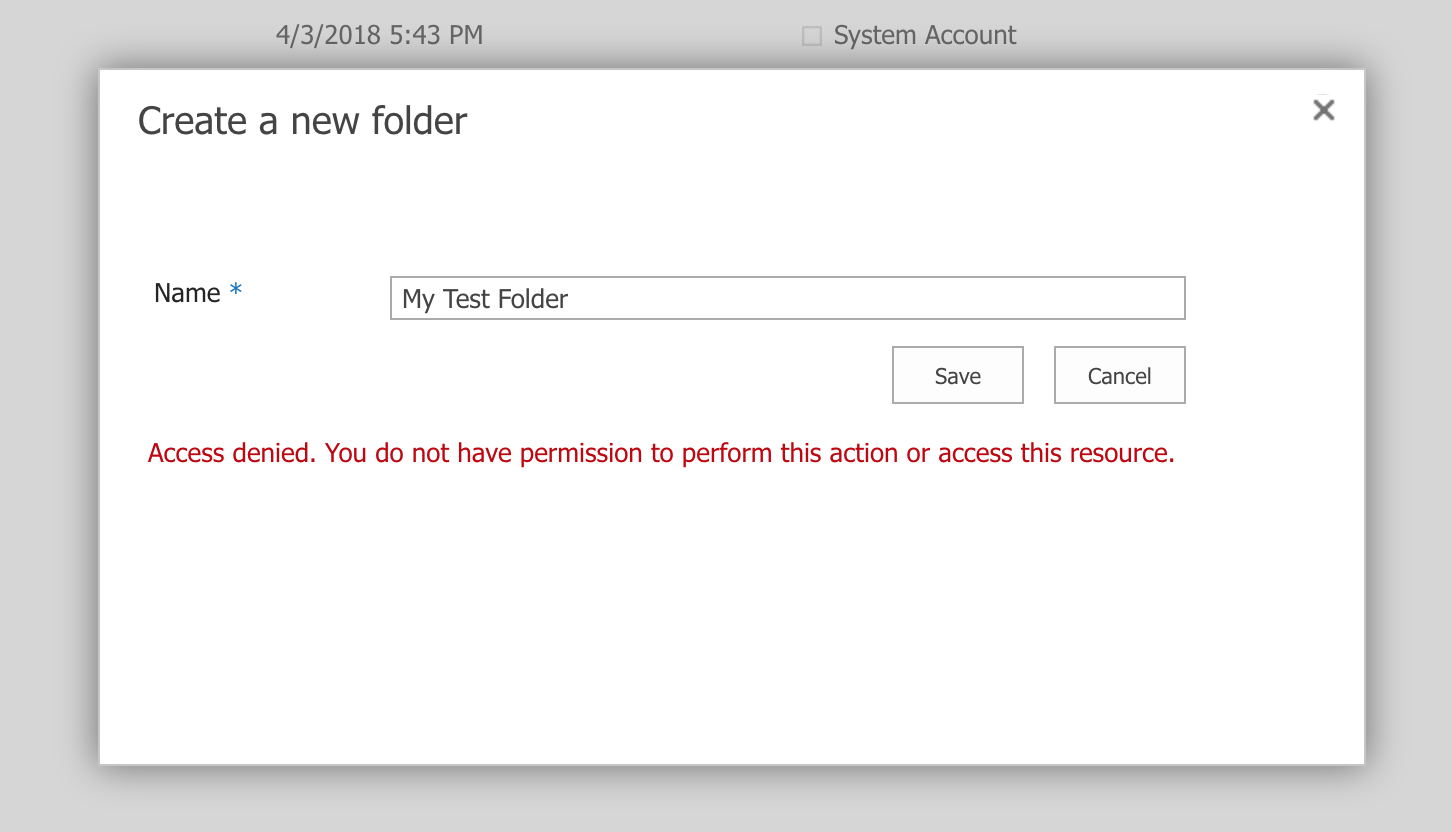 4/3/2018 5:43 PM System Account
Create a new folder
Name * My Test Folder
Save Cancel
Access denied. You do not have permission to perform this action or access this resource.